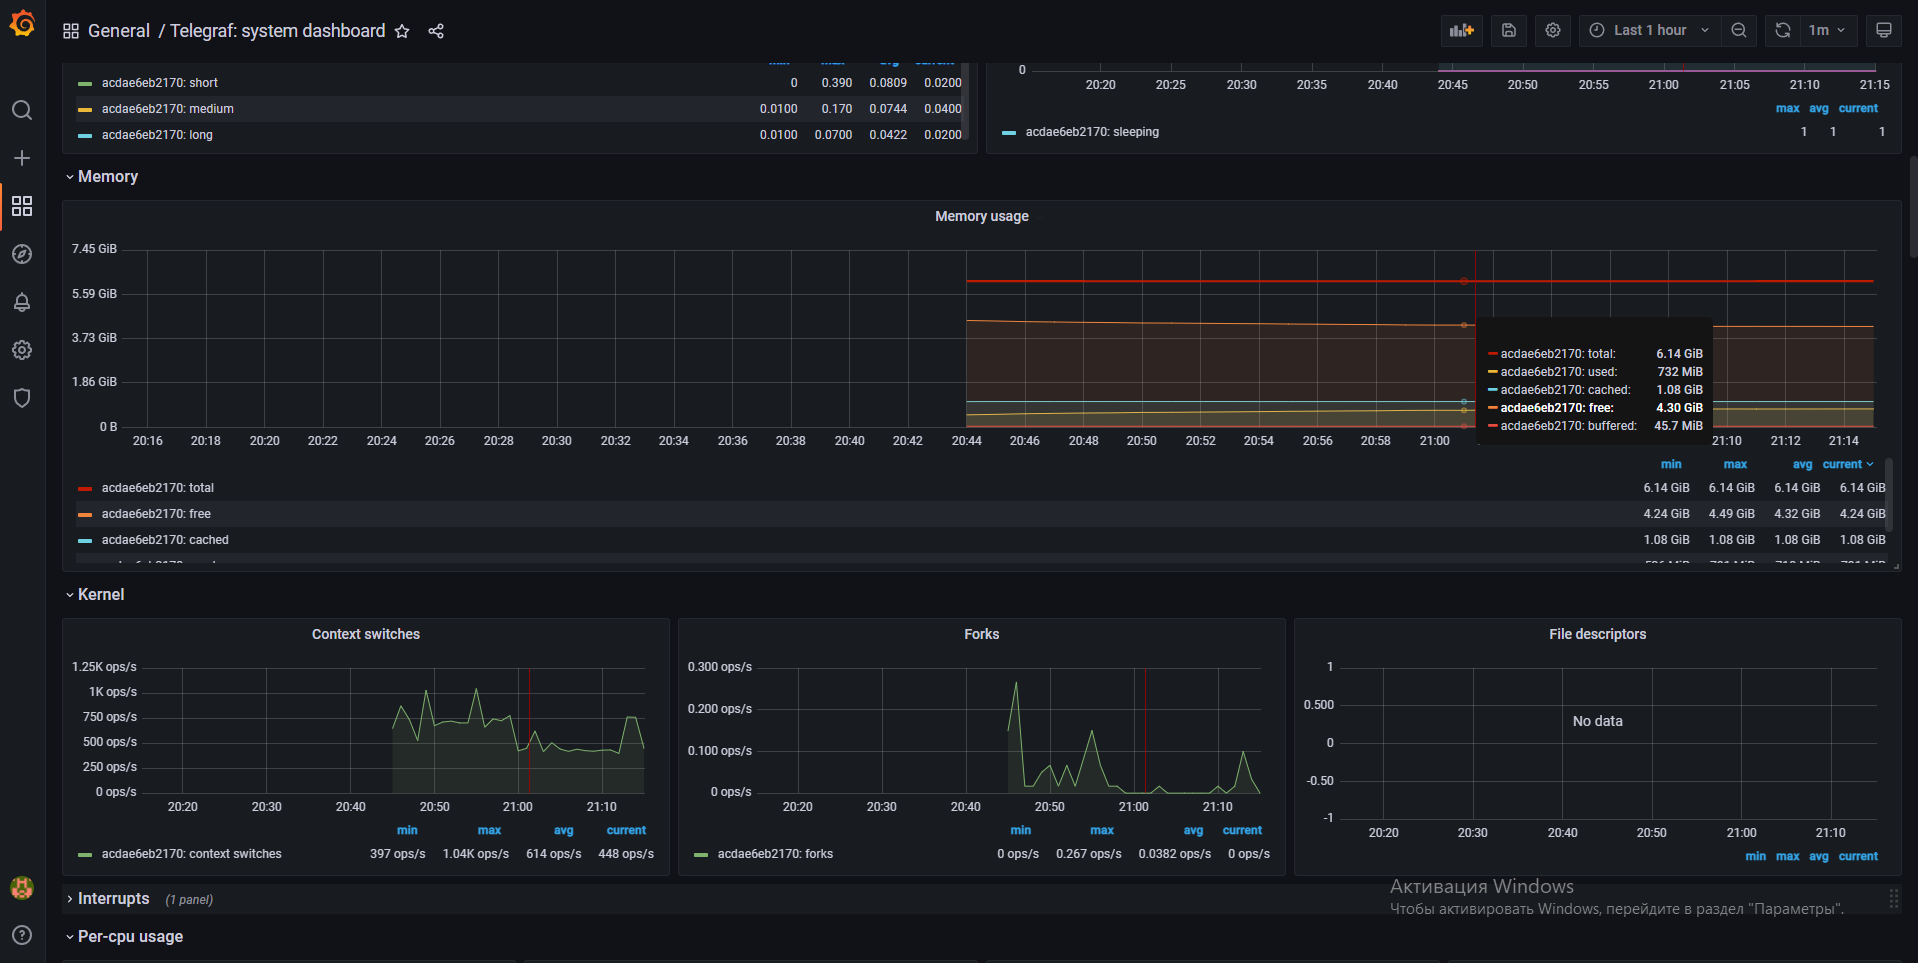 General / Telegraf: system dashboard
Last 1 hour
1m
min max avg current
acdae6eb2170: short 0 0.390 0.0809 0.0200
acdae6eb2170: medium 0.0100 0.170 0.0744 0.0400
acdae6eb2170: long 0.0100 0.0700 0.0422 0.0200
0
20:20 20:25 20:30 20:35 20:40 20:45 20:50 20:55 21:00 21:05 21:10 21:15
max avg current
acdae6eb2170: sleeping 1 1 1
Memory
Memory usage
7.45 GiB
5.59 GiB
3.73 GiB
1.86 GiB
0 B
20:16 20:18 20:20 20:22 20:24 20:26 20:28 20:30 20:32 20:34 20:36 20:38 20:40 20:42 20:44 20:46 20:48 20:50 20:52 20:54 20:56 20:58 21:00 21:10 21:12 21:14
acdae6eb2170: total: 6.14 GiB
acdae6eb2170: used: 732 MiB
acdae6eb2170: cached: 1.08 GiB
acdae6eb2170: free: 4.30 GiB
acdae6eb2170: buffered: 45.7 MiB
min max avg current
acdae6eb2170: total 6.14 GiB 6.14 GiB 6.14 GiB 6.14 GiB
acdae6eb2170: free 4.24 GiB 4.49 GiB 4.32 GiB 4.24 GiB
acdae6eb2170: cached 1.08 GiB 1.08 GiB 1.08 GiB 1.08 GiB
Kernel
Context switches
1.25K ops/s
1K ops/s
750 ops/s
500 ops/s
250 ops/s
0 ops/s
20:20 20:30 20:40 20:50 21:00 21:10
min max avg current
acdae6eb2170: context switches 397 ops/s 1.04K ops/s 614 ops/s 448 ops/s
Forks
0.300 ops/s
0.200 ops/s
0.100 ops/s
0 ops/s
20:20 20:30 20:40 20:50 21:00 21:10
min max avg current
acdae6eb2170: forks 0 ops/s 0.267 ops/s 0.0382 ops/s 0 ops/s
File descriptors
1
0.500
0
-0.50
-1
No data
20:20 20:30 20:40 20:50 21:00 21:10
min max avg current
Interrupts (1 panel)
Активация Windows
Чтобы активировать Windows, перейдите в раздел "Параметры".
Per-cpu usage